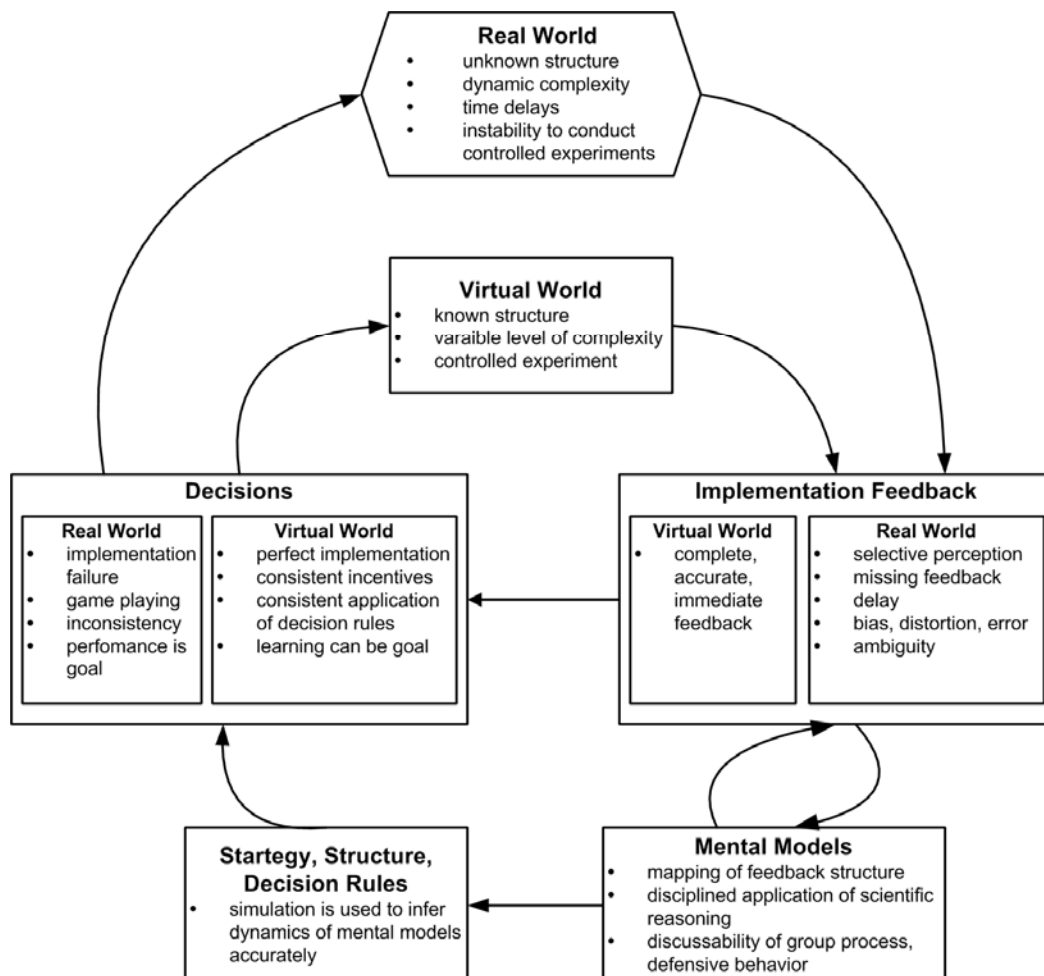 Real World
• unknown structure
• dynamic complexity
• time delays
• instability to conduct
controlled experiments
Virtual World
• known structure
• varaible level of complexity
• controlled experiment
Decisions
Real World
• implementation
failure
• game playing
• inconsistency
• perfomance is
goal
Virtual World
• perfect implementation
• consistent incentives
• consistent application
of decision rules
• learning can be goal
Implementation Feedback
Virtual World
• complete,
accurate,
immediate
feedback
Real World
• selective perception
• missing feedback
• delay
• bias, distortion, error
• ambiguity
Startegy, Structure,
Decision Rules
• simulation is used to infer
dynamics of mental models
accurately
Mental Models
• mapping of feedback structure
• disciplined application of scientific
reasoning
• discussability of group process,
defensive behavior